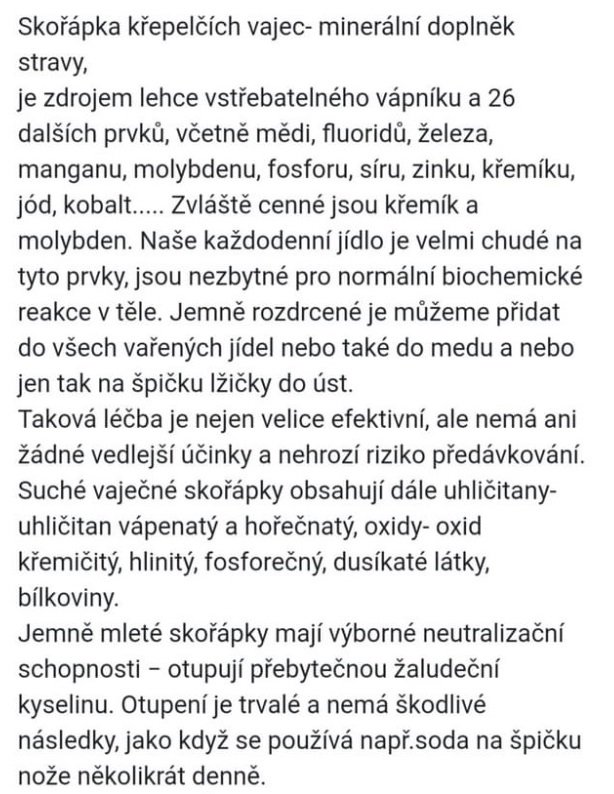 Skořápka křepelčích vajec- minerální doplněk
stravy,
je zdrojem lehce vstřebatelného vápníku a 26
dalších prvků, včetně mědi, fluoridů, železa,
manganu, molybdenu, fosforu, síru, zinku, křemíku,
jód, kobalt..... Zvláště cenné jsou křemík a
molybden. Naše každodenní jídlo je velmi chudé na
tyto prvky, jsou nezbytné pro normální biochemické
reakce v těle. Jemně rozdrcené je můžeme přidat
do všech vařených jídel nebo také do medu a nebo
jen tak na špičku lžičky do úst.
Taková léčba je nejen velice efektivní, ale nemá ani
žádné vedlejší účinky a nehrozí riziko předávkování.
Suché vaječné skořápky obsahují dále uhličitany-
uhličitan vápenatý a hořečnatý, oxidy- oxid
křemičitý, hlinitý, fosforečný, dusíkaté látky,
bílkoviny.
Jemně mleté skořápky mají výborné neutralizační
schopnosti – otupují přebytečnou žaludeční
kyselinu. Otupení je trvalé a nemá škodlivé
následky, jako když se používá např.soda na špičku
nože několikrát denně.